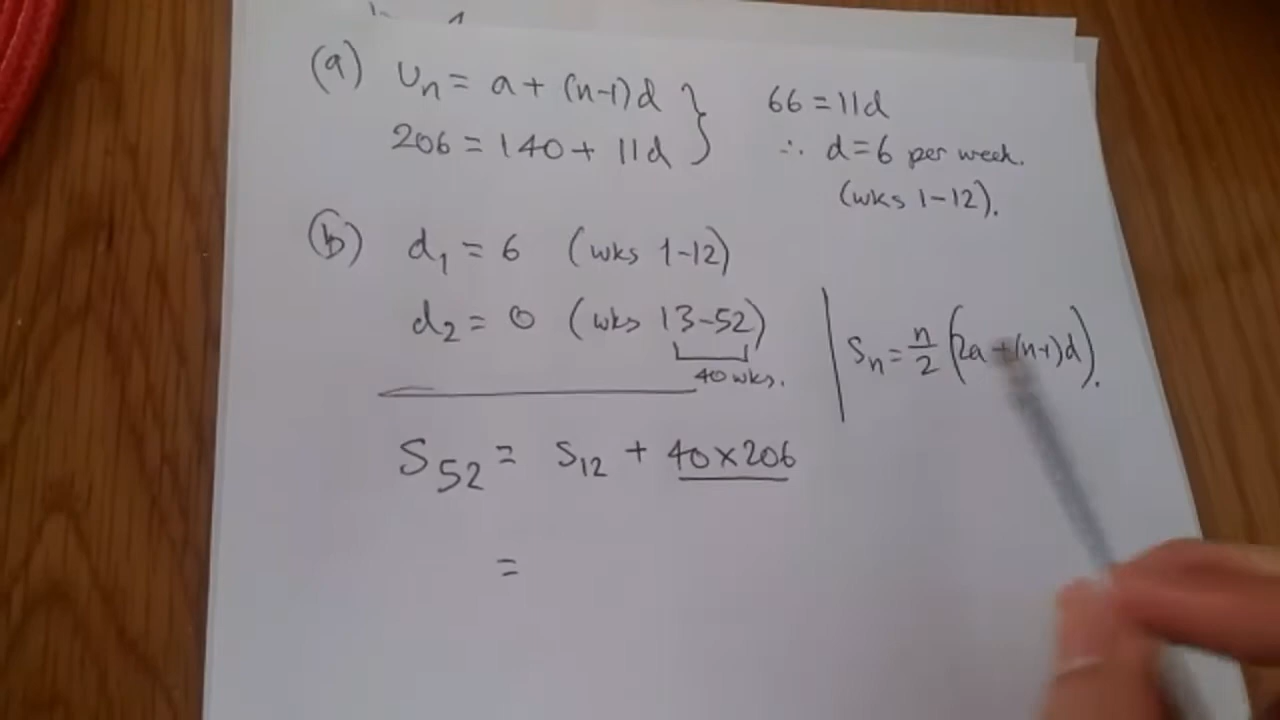 (a) Un = a + (n-1)d } 66 = 11d
206 = 140 + 11d ∴ d = 6 per week.
(wks 1-12).
(b) d1 = 6 (wks 1-12)
d2 = 0 (wks 13-52)
40 wks.
Sn = n/2 (2a + (n-1)d).
S52 = S12 + 40 × 206
=